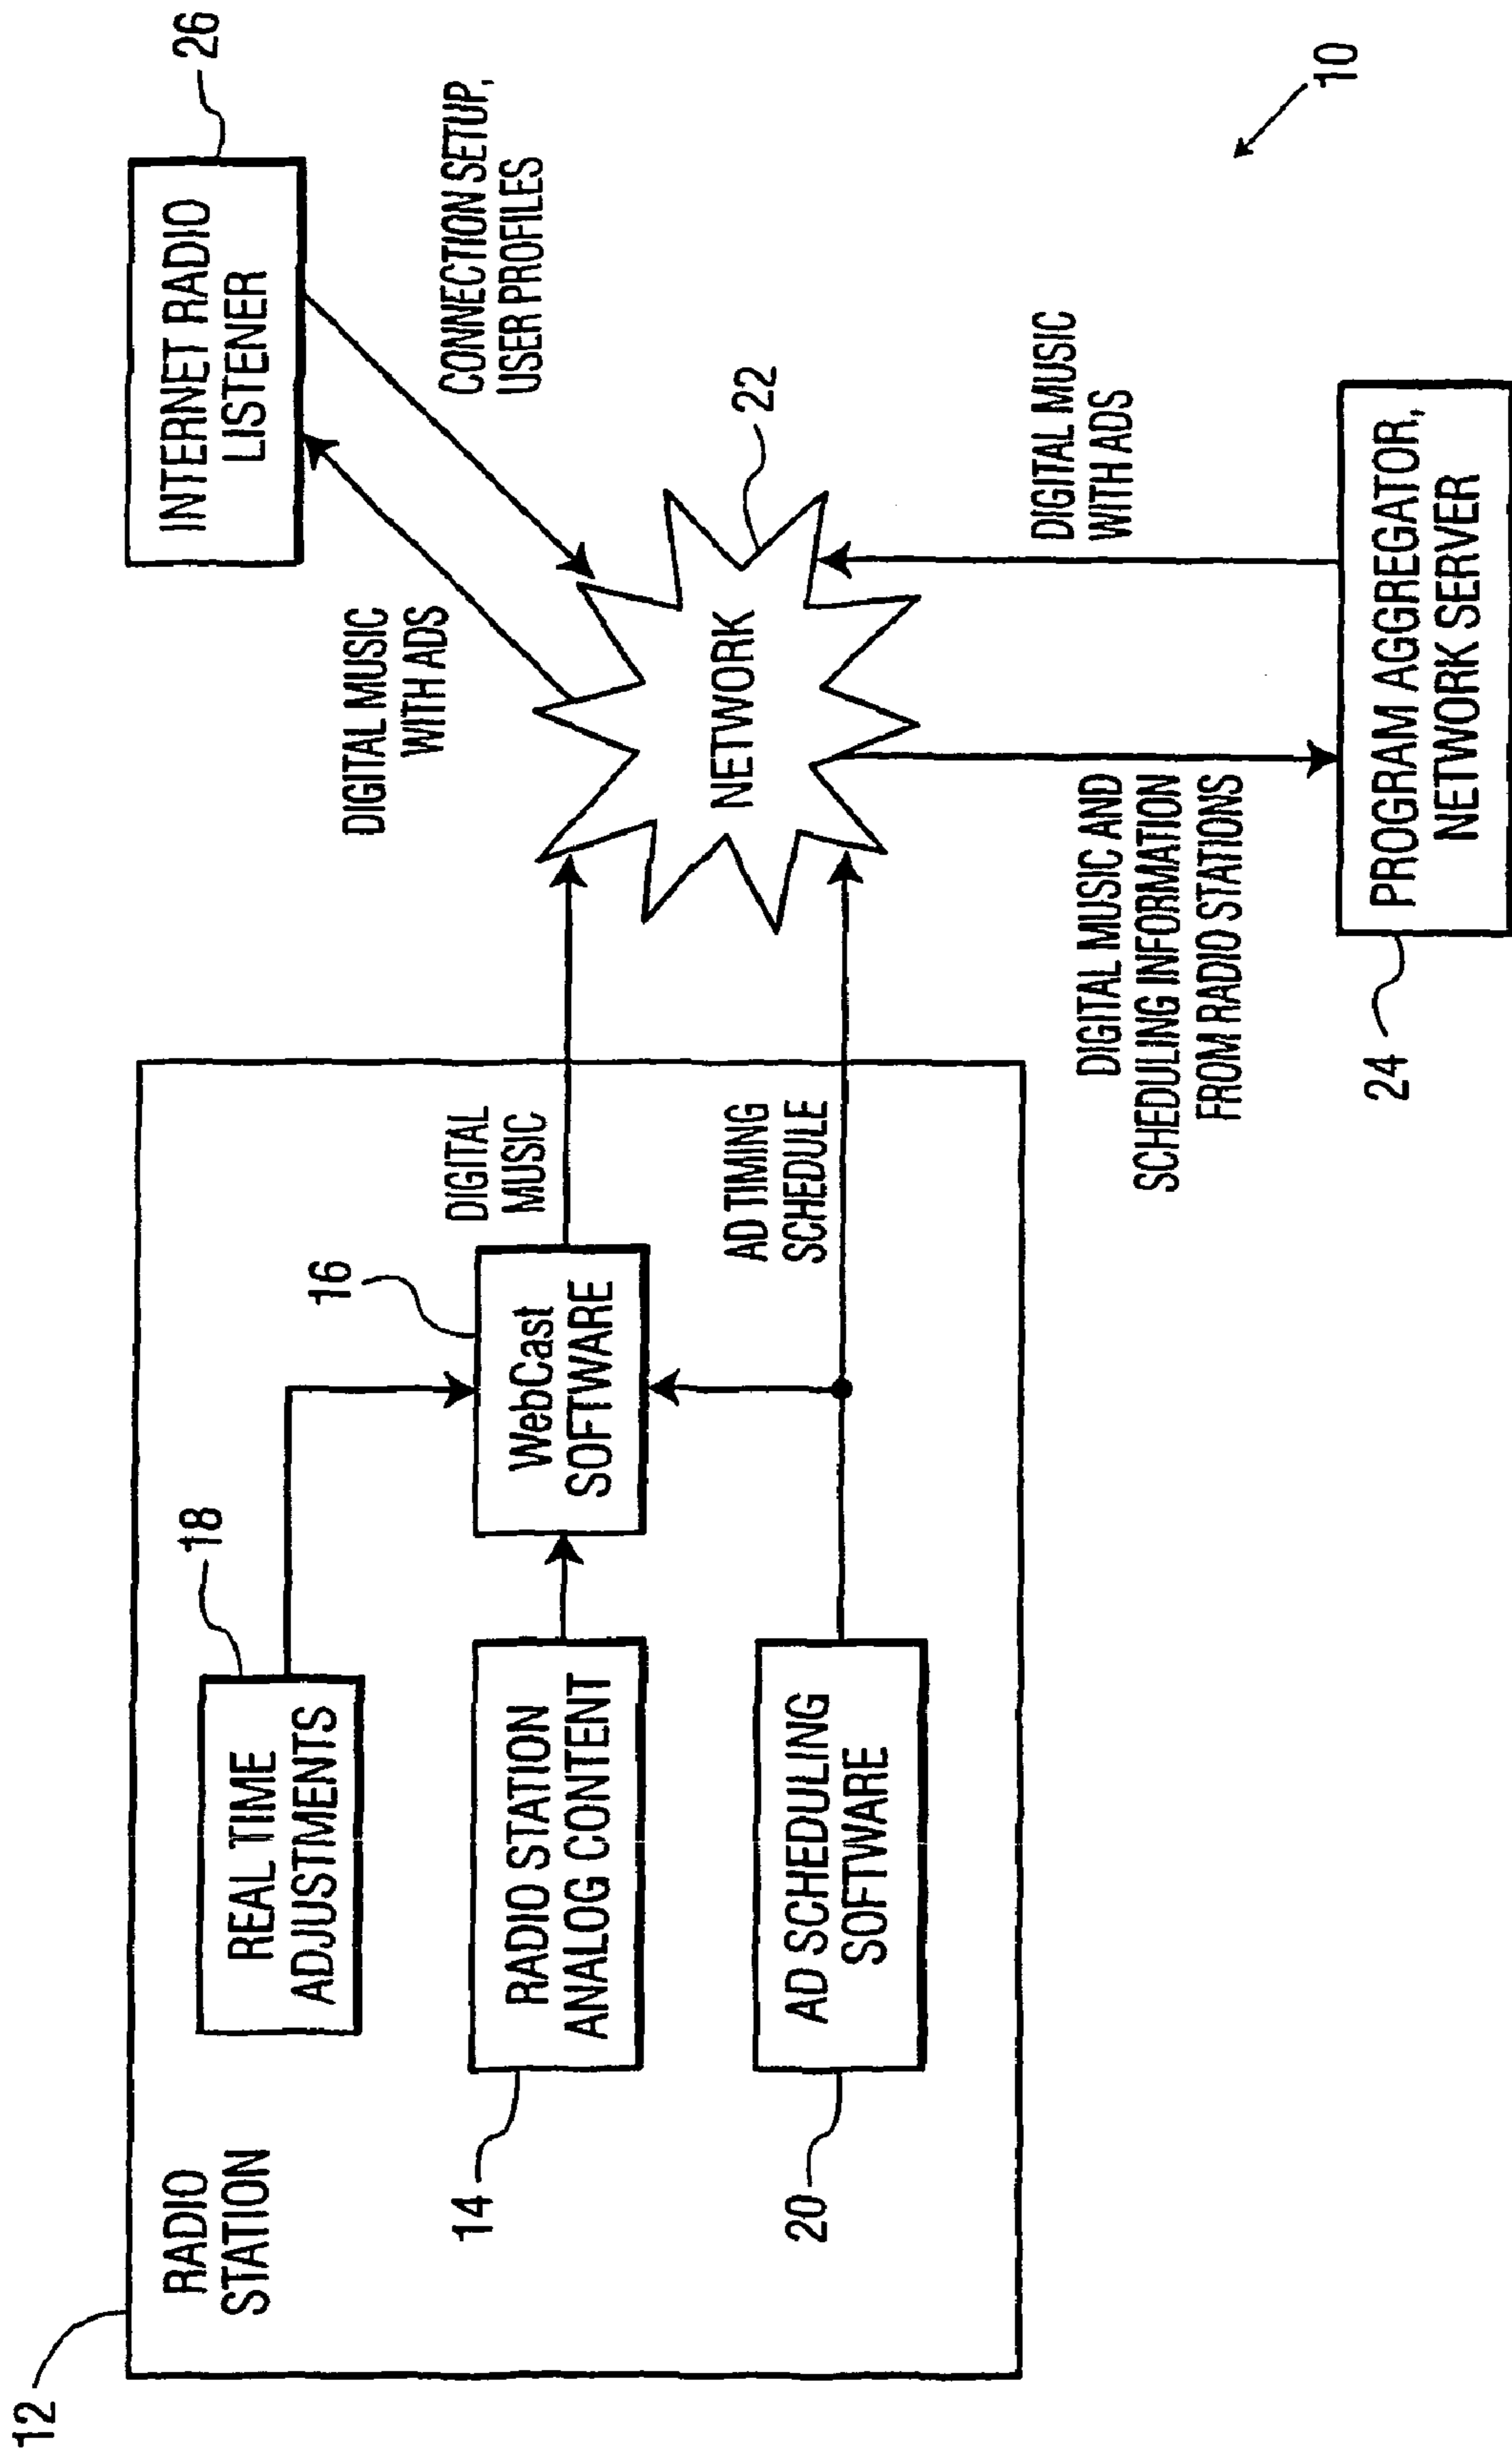 12
RADIO
STATION
18
REAL TIME
ADJUSTMENTS
14
RADIO STATION
ANALOG CONTENT
20
AD SCHEDULING
SOFTWARE
16
WebCast
SOFTWARE
DIGITAL
MUSIC
AD TIMING
SCHEDULE
26
INTERNET RADIO
LISTENER
DIGITAL MUSIC
WITH ADS
CONNECTION SETUP,
USER PROFILES
NETWORK
22
DIGITAL MUSIC AND
SCHEDULING INFORMATION
FROM RADIO STATIONS
DIGITAL MUSIC
WITH ADS
24
PROGRAM AGGREGATOR,
NETWORK SERVER
10